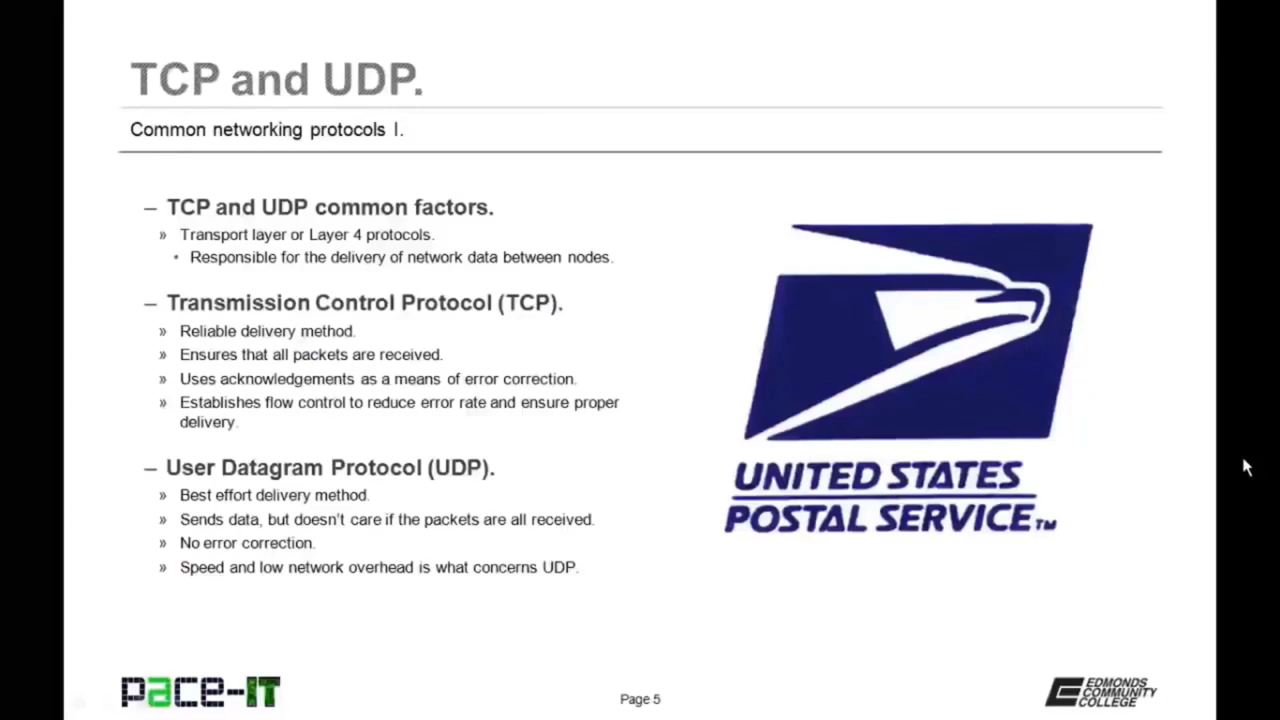 TCP and UDP.
Common networking protocols I.
– TCP and UDP common factors.
» Transport layer or Layer 4 protocols.
• Responsible for the delivery of network data between nodes.
– Transmission Control Protocol (TCP).
» Reliable delivery method.
» Ensures that all packets are received.
» Uses acknowledgements as a means of error correction.
» Establishes flow control to reduce error rate and ensure proper
delivery.
– User Datagram Protocol (UDP).
» Best effort delivery method.
» Sends data, but doesn't care if the packets are all received.
» No error correction.
» Speed and low network overhead is what concerns UDP.
UNITED STATES
POSTAL SERVICE™
pace-IT
Page 5
EDMONDS
COMMUNITY
COLLEGE